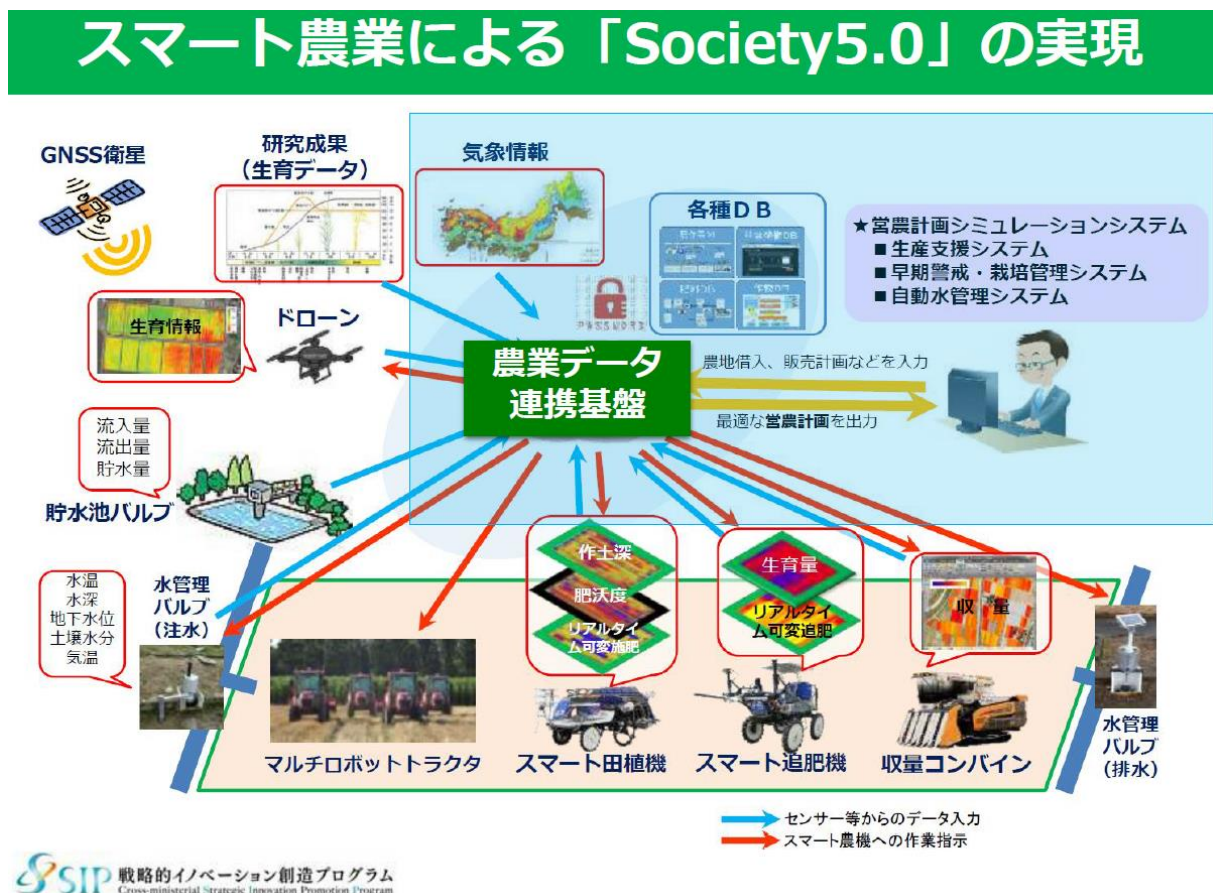 スマート農業による「Society5.0」の実現
GNSS衛星
研究成果
（生育データ）
気象情報
各種ＤＢ
★営農計画シミュレーションシステム
■生産支援システム
■早期警戒・栽培管理システム
■自動水管理システム
生育情報
ドローン
PASSWORD
農業データ
連携基盤
農地借入、販売計画などを入力
最適な営農計画を出力
流入量
流出量
貯水量
貯水池バルブ
水温
水深
地下水位
土壌水分
気温
水管理
バルブ
（注水）
作土深
肥沃度
リアルタイ
ム可変施肥
生育量
リアルタイ
ム可変追肥
収量
マルチロボットトラクタ
スマート田植機
スマート追肥機
収量コンバイン
水管理
バルブ
（排水）
センサー等からのデータ入力
スマート農機への作業指示
SIP 戦略的イノベーション創造プログラム
Cross-ministerial Strategic Innovation Promotion Program